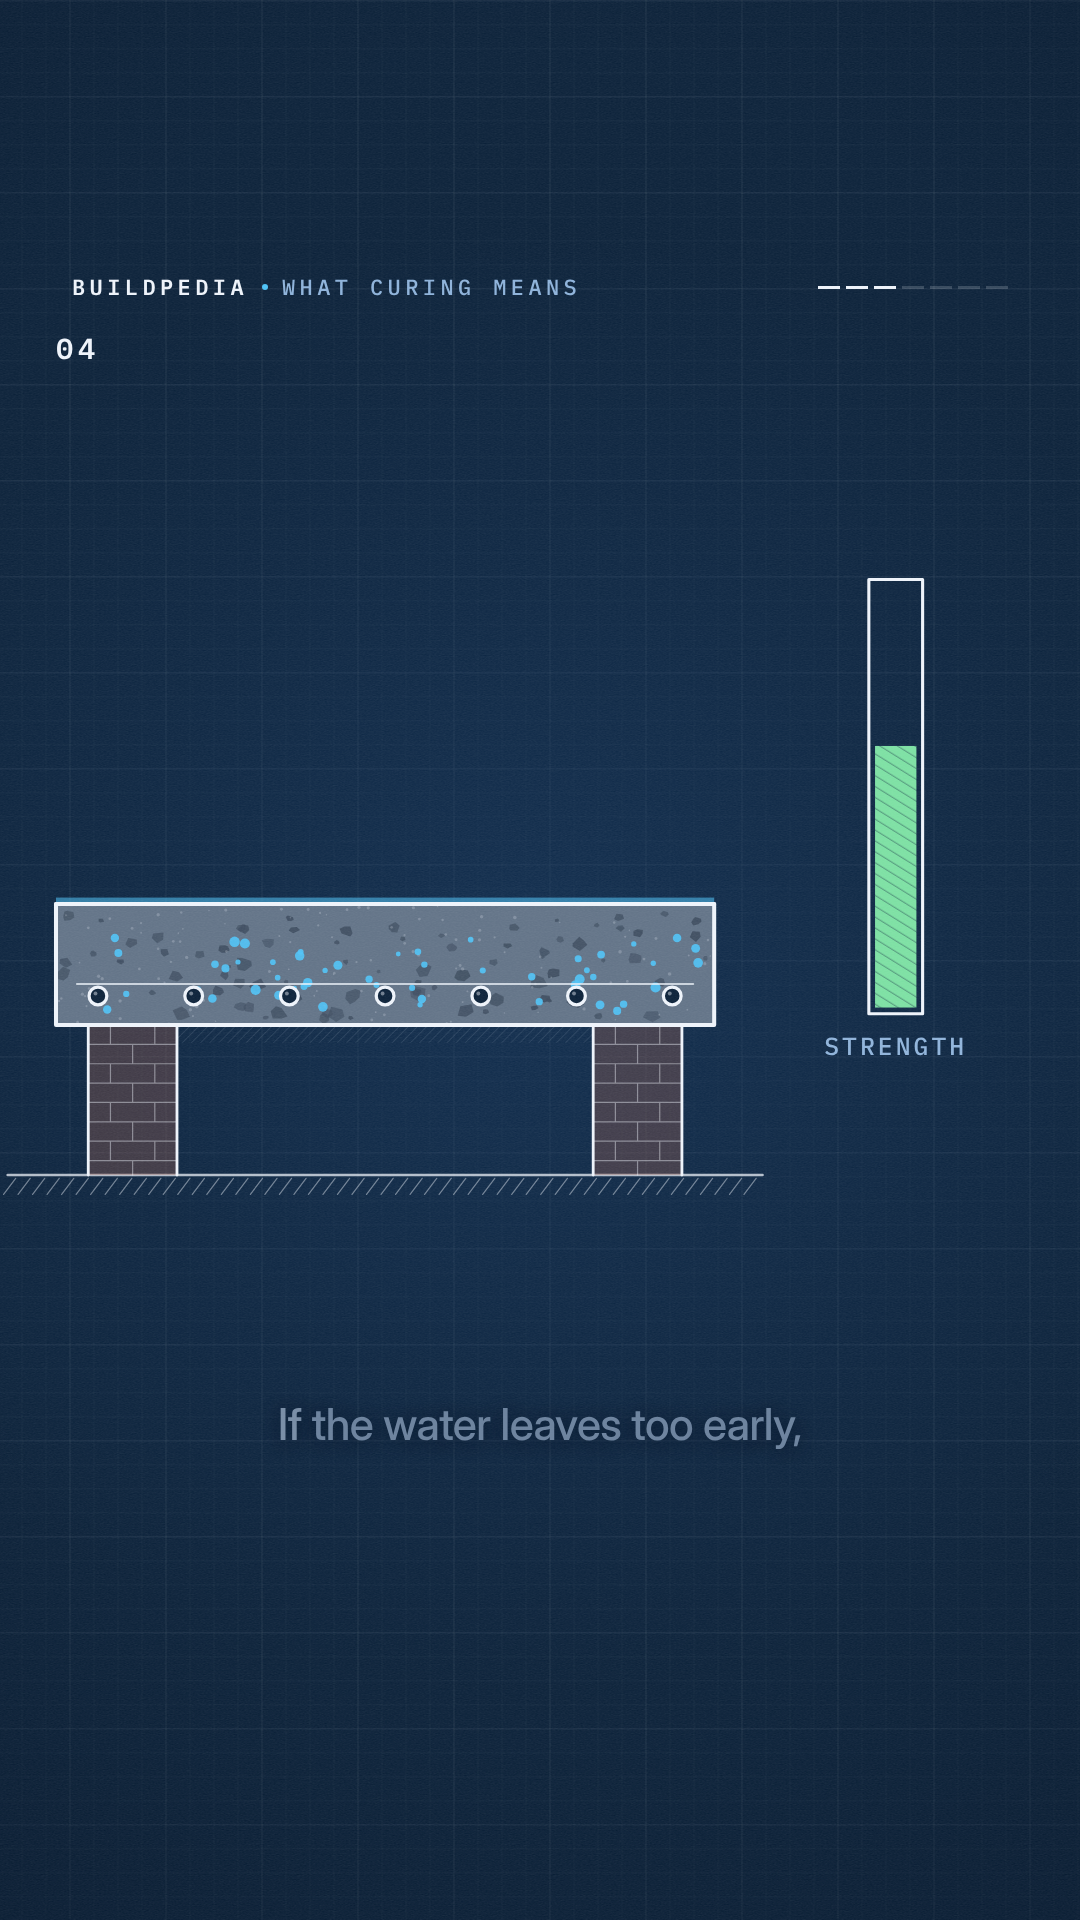 BUILDPEDIA • WHAT CURING MEANS
04
STRENGTH
If the water leaves too early,